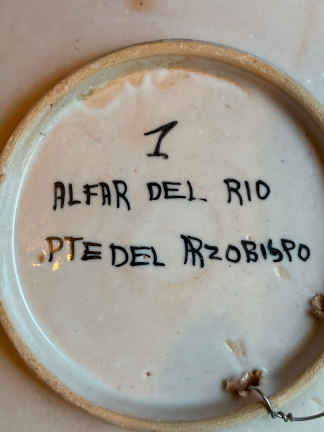 1
ALFAR DEL RIO
PTE DEL ARZOBISPO